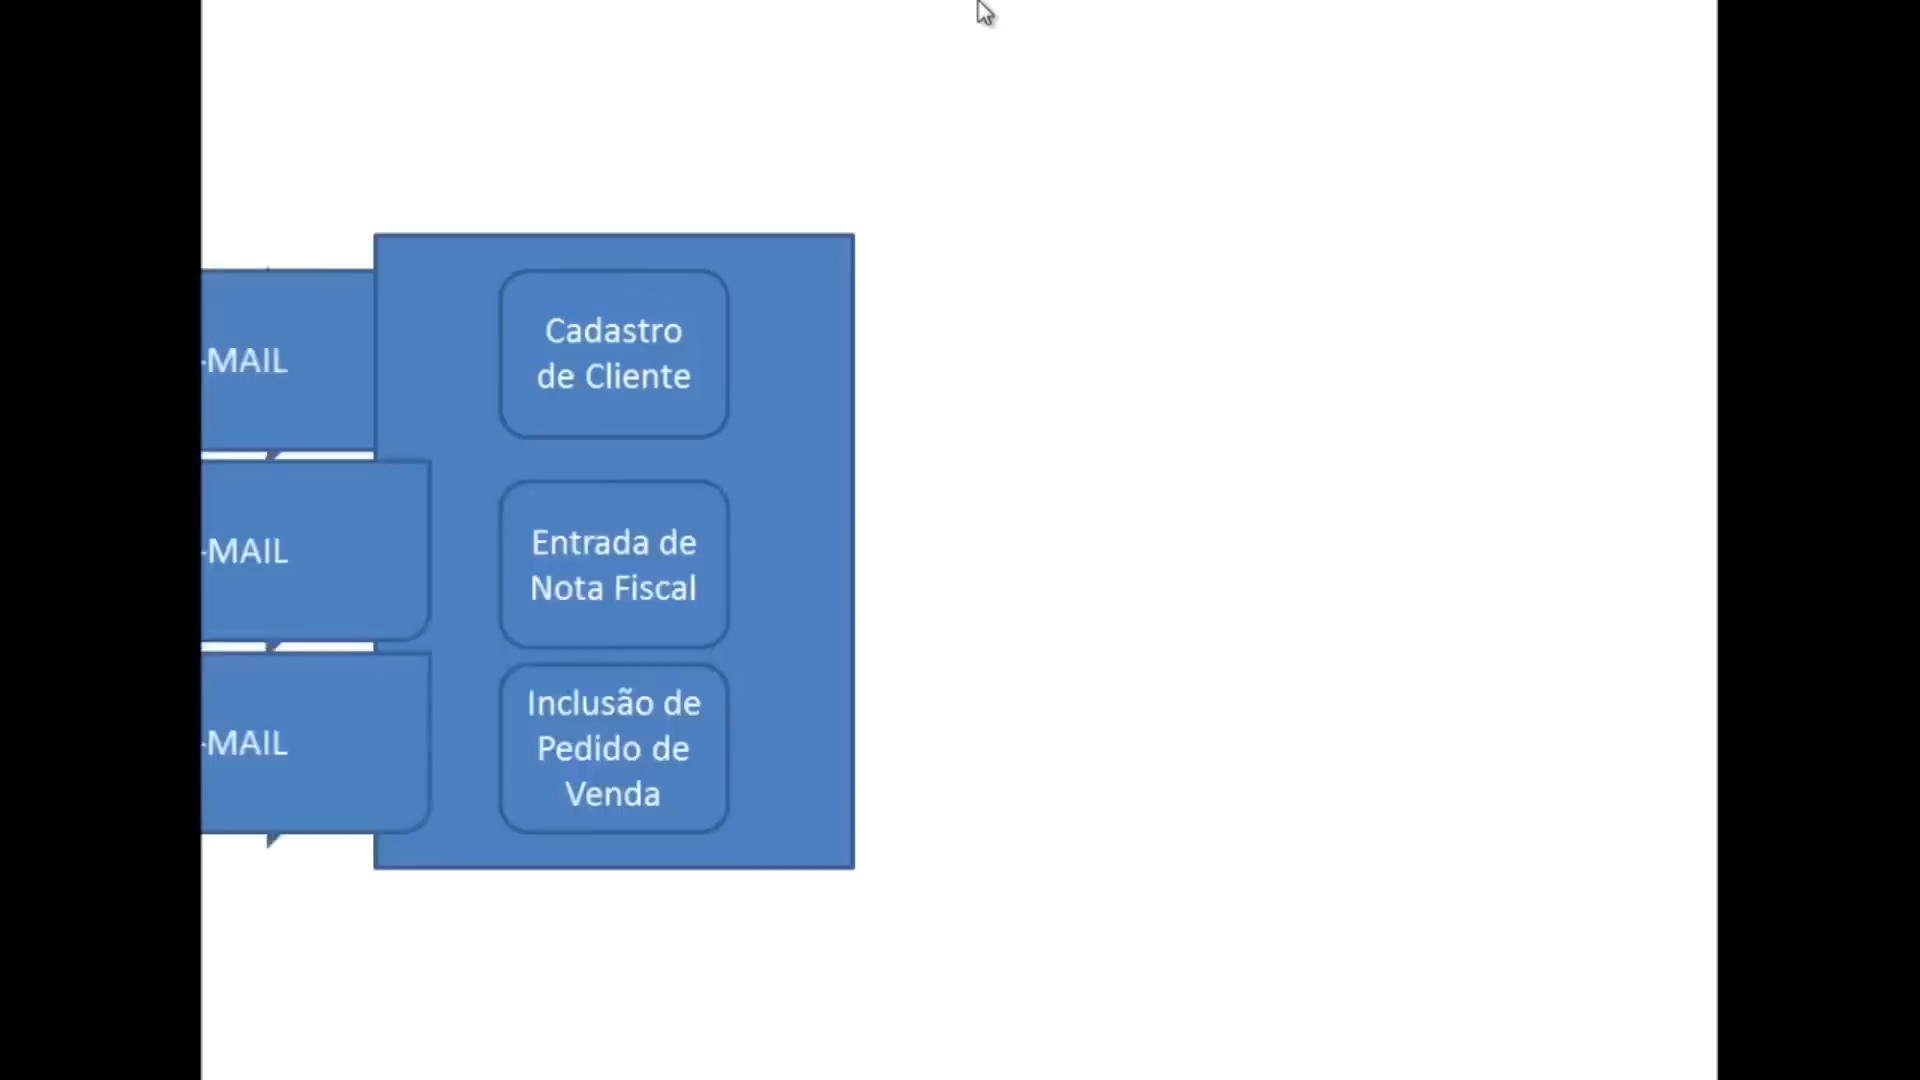 -MAIL
Cadastro
de Cliente
-MAIL
Entrada de
Nota Fiscal
-MAIL
Inclusão de
Pedido de
Venda